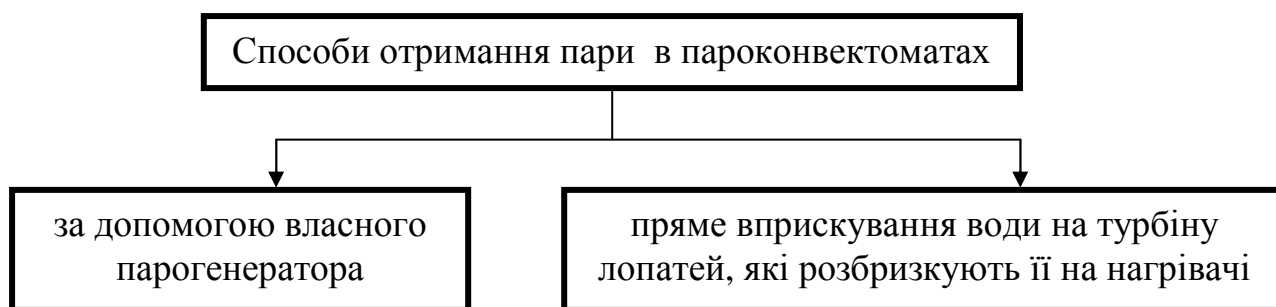 Способи отримання пари в пароконвектоматах
за допомогою власного
парогенератора
пряме вприскування води на турбіну
лопатей, які розбризкують її на нагрівачі